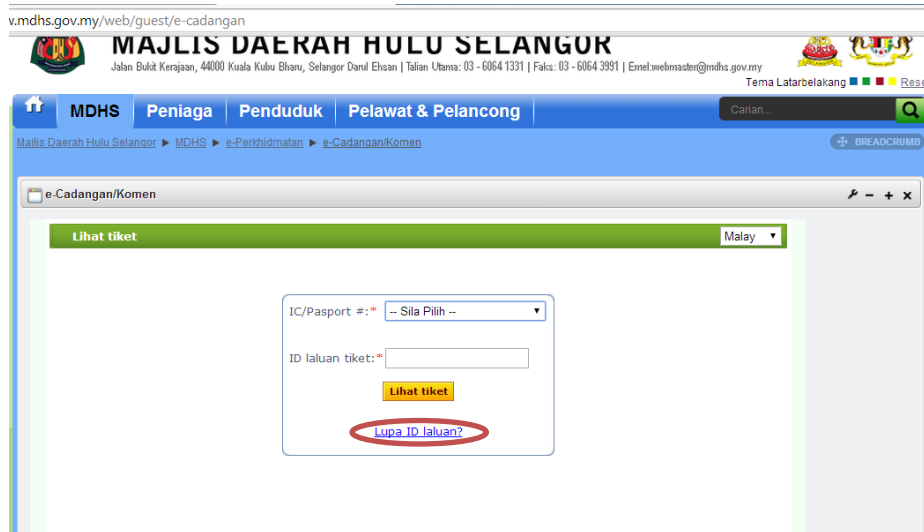 w.mdhs.gov.my/web/guest/e-cadangan
MAJLIS DAERAH HULU SELANGOR
Jalan Bukit Kerajaan, 44000 Kuala Kubu Bharu, Selangor Darul Ehsan | Talian Utama: 03 - 6064 1331 | Faks: 03 - 6064 3991 | Emel:webmaster@mdhs.gov.my
Tema Latarbelakang
MDHS Peniaga Penduduk Pelawat & Pelancong Carian...
Majlis Daerah Hulu Selangor ► MDHS ► e-Perkhidmatan ► e-Cadangan/Komen BREADCRUMB
e-Cadangan/Komen
Lihat tiket Malay
IC/Pasport #:* -- Sila Pilih --
ID laluan tiket:*
Lihat tiket
Lupa ID laluan?